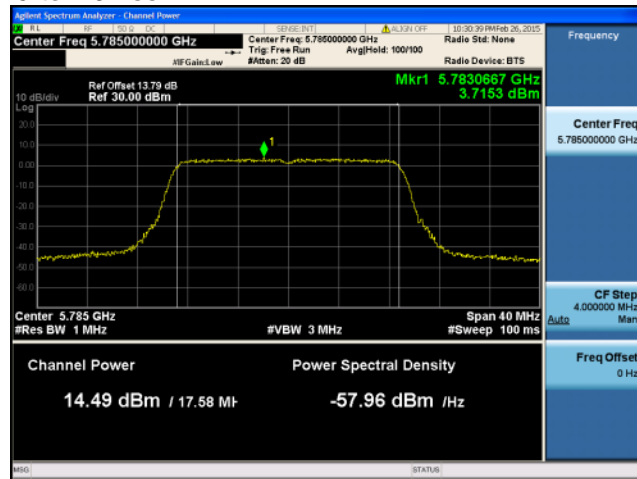 Agilent Spectrum Analyzer - Channel Power
RL RF 50 Ω DC SENSE:INT ALIGN OFF 10:30:39 PM Feb 26, 2015
Center Freq 5.785000000 GHz Center Freq: 5.785000000 GHz Radio Std: None Frequency
Trig: Free Run Avg|Hold: 100/100
#IFGain:Low #Atten: 20 dB Radio Device: BTS
Ref Offset 13.79 dB Mkr1 5.7830667 GHz
10 dB/div Ref 30.00 dBm 3.7153 dBm
Log
20.0
10.0
0.00
-10.0
-20.0
-30.0
-40.0
-50.0
-60.0
1
Center Freq
5.785000000 GHz
CF Step
4.000000 MHz
Auto Man
Freq Offset
0 Hz
Center 5.785 GHz Span 40 MHz
#Res BW 1 MHz #VBW 3 MHz #Sweep 100 ms
Channel Power Power Spectral Density
14.49 dBm / 17.58 MH -57.96 dBm /Hz
MSG STATUS